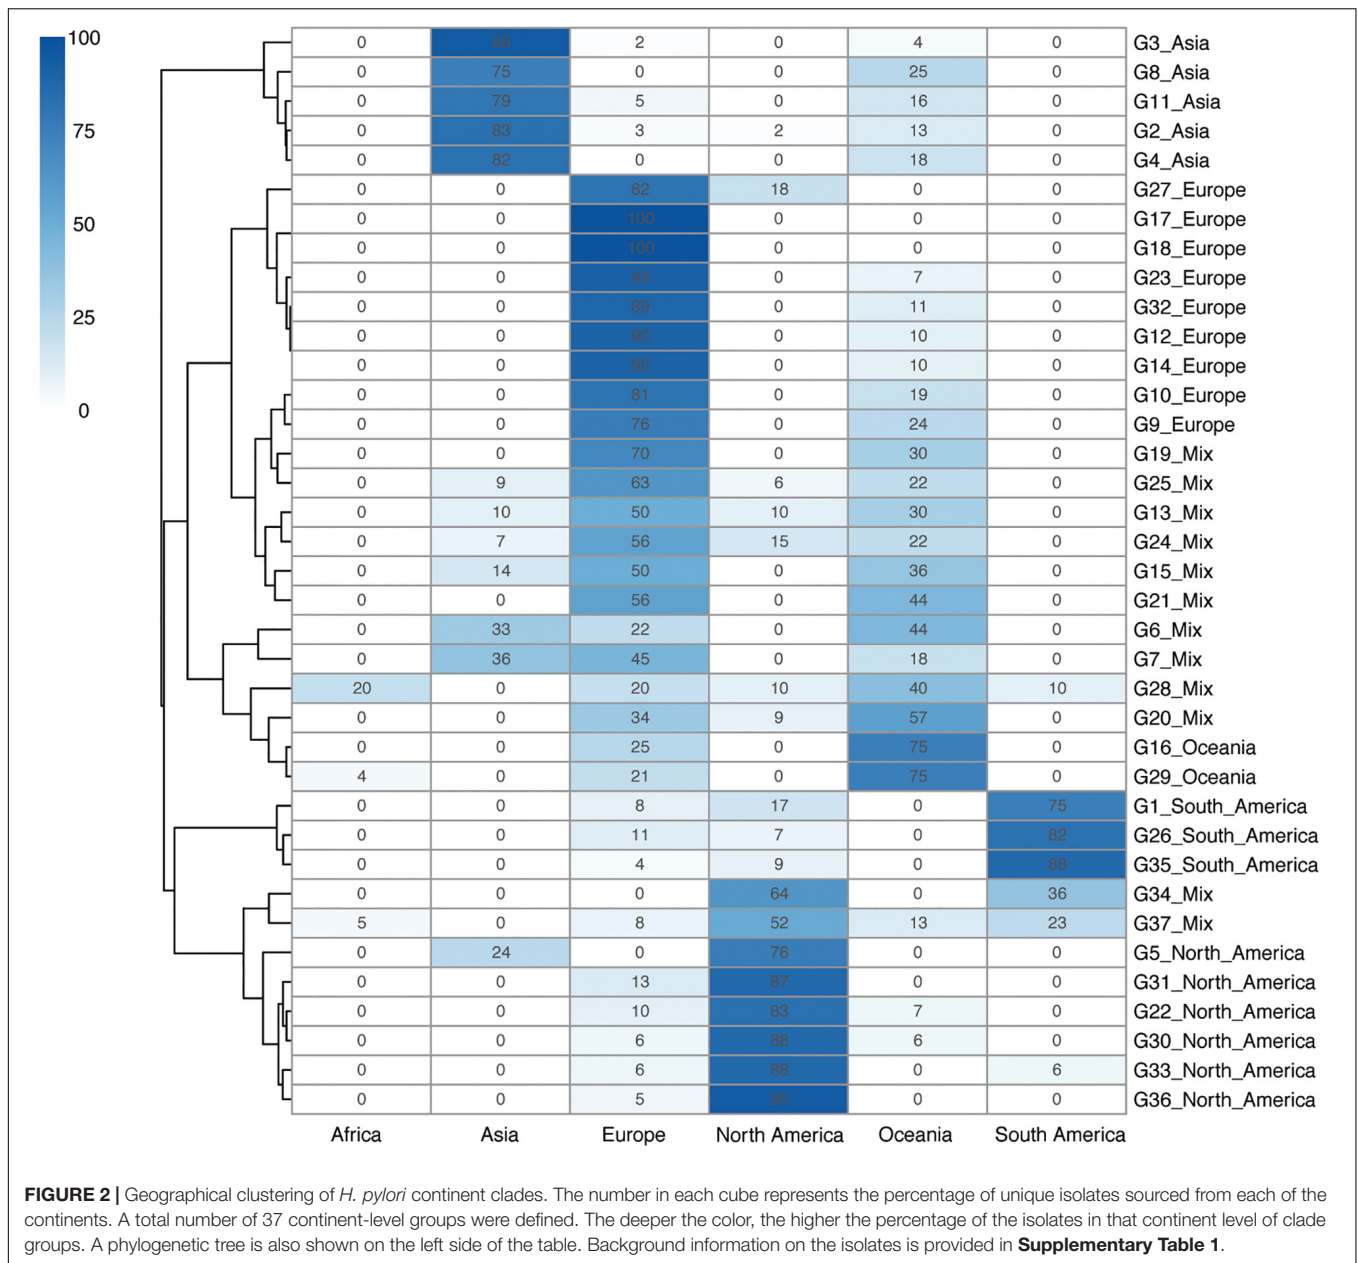 100
75
50
25
0
0 95 2 0 4 0 G3_Asia
0 75 0 0 25 0 G8_Asia
0 79 5 0 16 0 G11_Asia
0 83 3 2 13 0 G2_Asia
0 82 0 0 18 0 G4_Asia
0 0 82 18 0 0 G27_Europe
0 0 100 0 0 0 G17_Europe
0 0 100 0 0 0 G18_Europe
0 0 93 0 7 0 G23_Europe
0 0 89 0 11 0 G32_Europe
0 0 90 0 10 0 G12_Europe
0 0 90 0 10 0 G14_Europe
0 0 81 0 19 0 G10_Europe
0 0 76 0 24 0 G9_Europe
0 0 70 0 30 0 G19_Mix
0 9 63 6 22 0 G25_Mix
0 10 50 10 30 0 G13_Mix
0 7 56 15 22 0 G24_Mix
0 14 50 0 36 0 G15_Mix
0 0 56 0 44 0 G21_Mix
0 33 22 0 44 0 G6_Mix
0 36 45 0 18 0 G7_Mix
20 0 20 10 40 10 G28_Mix
0 0 34 9 57 0 G20_Mix
0 0 25 0 75 0 G16_Oceania
4 0 21 0 75 0 G29_Oceania
0 0 8 17 0 75 G1_South_America
0 0 11 7 0 82 G26_South_America
0 0 4 9 0 88 G35_South_America
0 0 0 64 0 36 G34_Mix
5 0 8 52 13 23 G37_Mix
0 24 0 76 0 0 G5_North_America
0 0 13 87 0 0 G31_North_America
0 0 10 83 7 0 G22_North_America
0 0 6 88 6 0 G30_North_America
0 0 6 88 0 6 G33_North_America
0 0 5 95 0 0 G36_North_America
Africa Asia Europe North America Oceania South America
FIGURE 2 | Geographical clustering of H. pylori continent clades. The number in each cube represents the percentage of unique isolates sourced from each of the
continents. A total number of 37 continent-level groups were defined. The deeper the color, the higher the percentage of the isolates in that continent level of clade
groups. A phylogenetic tree is also shown on the left side of the table. Background information on the isolates is provided in Supplementary Table 1.